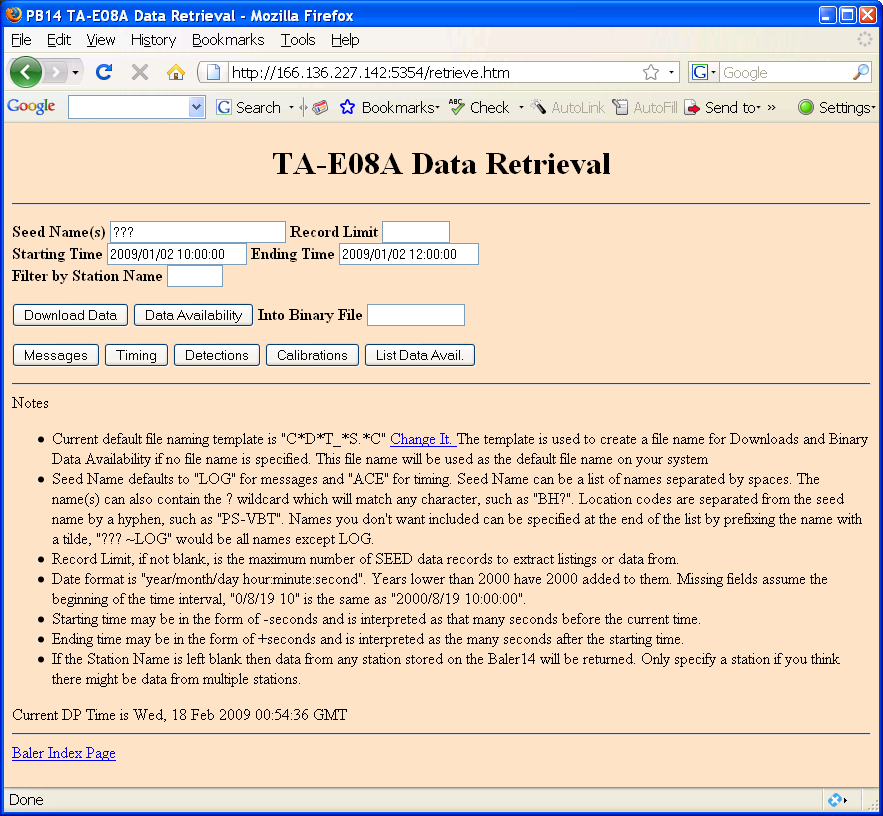 PB14 TA-E08A Data Retrieval - Mozilla Firefox
File Edit View History Bookmarks Tools Help
http://166.136.227.142:5354/retrieve.htm G Google
Google G Search Bookmarks ABC Check AutoLink AutoFill Send to » Settings
TA-E08A Data Retrieval
Seed Name(s) ??? Record Limit
Starting Time 2009/01/02 10:00:00 Ending Time 2009/01/02 12:00:00
Filter by Station Name
Download Data Data Availability Into Binary File
Messages Timing Detections Calibrations List Data Avail.
Notes
• Current default file naming template is "C*D*T_*S.*C" Change It. The template is used to create a file name for Downloads and Binary
Data Availability if no file name is specified. This file name will be used as the default file name on your system
• Seed Name defaults to "LOG" for messages and "ACE" for timing. Seed Name can be a list of names separated by spaces. The
name(s) can also contain the ? wildcard which will match any character, such as "BH?". Location codes are separated from the seed
name by a hyphen, such as "PS-VBT". Names you don't want included can be specified at the end of the list by prefixing the name with
a tilde, "??? ~LOG" would be all names except LOG.
• Record Limit, if not blank, is the maximum number of SEED data records to extract listings or data from.
• Date format is "year/month/day hour:minute:second". Years lower than 2000 have 2000 added to them. Missing fields assume the
beginning of the time interval, "0/8/19 10" is the same as "2000/8/19 10:00:00".
• Starting time may be in the form of -seconds and is interpreted as that many seconds before the current time.
• Ending time may be in the form of +seconds and is interpreted as the many seconds after the starting time.
• If the Station Name is left blank then data from any station stored on the Baler14 will be returned. Only specify a station if you think
there might be data from multiple stations.
Current DP Time is Wed, 18 Feb 2009 00:54:36 GMT
Baler Index Page
Done